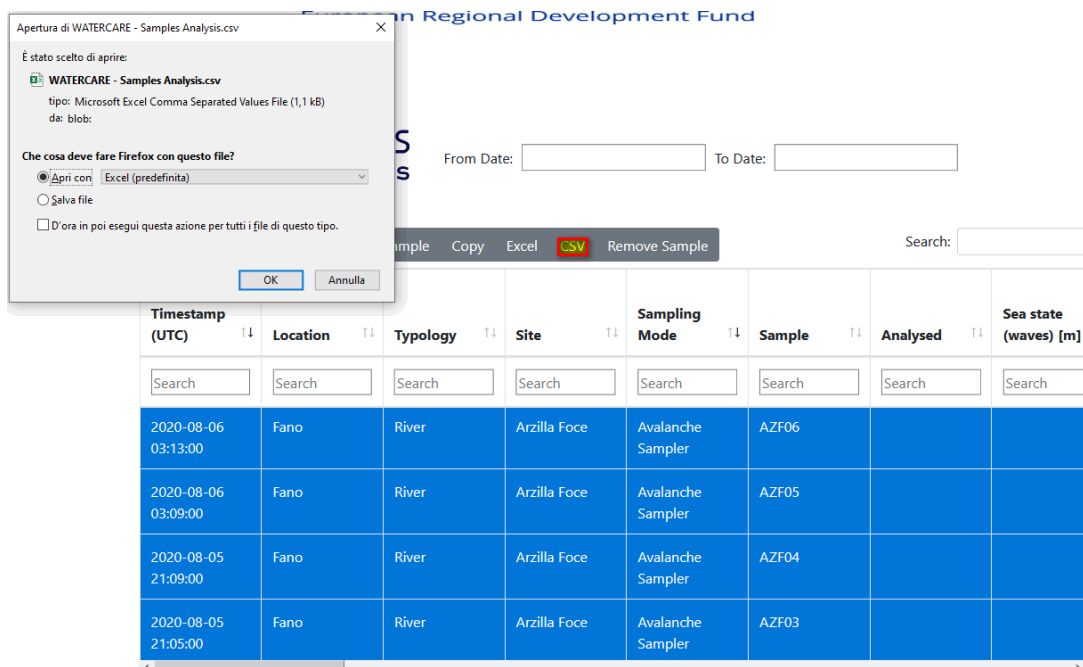 European Regional Development Fund
Apertura di WATERCARE - Samples Analysis.csv
È stato scelto di aprire:
WATERCARE - Samples Analysis.csv
tipo: Microsoft Excel Comma Separated Values File (1,1 kB)
da: blob:
Che cosa deve fare Firefox con questo file?
Apri con Excel (predefinita)
Salva file
D'ora in poi esegui questa azione per tutti i file di questo tipo.
OK Annulla
S
s
From Date: To Date:
Copy Excel CSV Remove Sample Search:
Timestamp (UTC) Location Typology Site Sampling Mode Sample Analysed Sea state (waves) [m]
Search Search Search Search Search Search Search Search
2020-08-06 Fano River Arzilla Foce Avalanche AZF06
03:13:00 Sampler
2020-08-06 Fano River Arzilla Foce Avalanche AZF05
03:09:00 Sampler
2020-08-05 Fano River Arzilla Foce Avalanche AZF04
21:09:00 Sampler
2020-08-05 Fano River Arzilla Foce Avalanche AZF03
21:05:00 Sampler